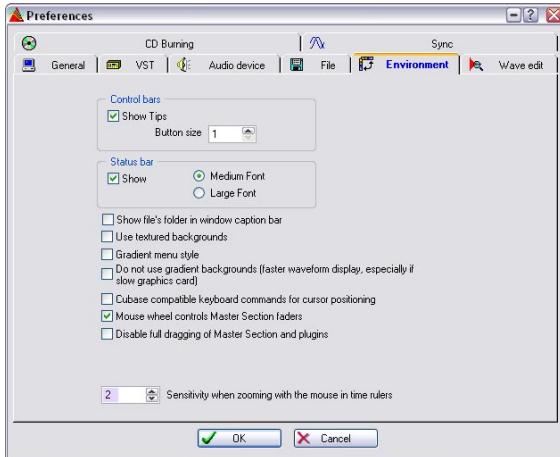 Preferences
CD Burning
Sync
General
VST
Audio device
File
Environment
Wave edit
Control bars
Show Tips
Button size 1
Status bar
Show
Medium Font
Large Font
Show file's folder in window caption bar
Use textured backgrounds
Gradient menu style
Do not use gradient backgrounds (faster waveform display, especially if
slow graphics card)
Cubase compatible keyboard commands for cursor positioning
Mouse wheel controls Master Section faders
Disable full dragging of Master Section and plugins
2 Sensitivity when zooming with the mouse in time rulers
OK
Cancel